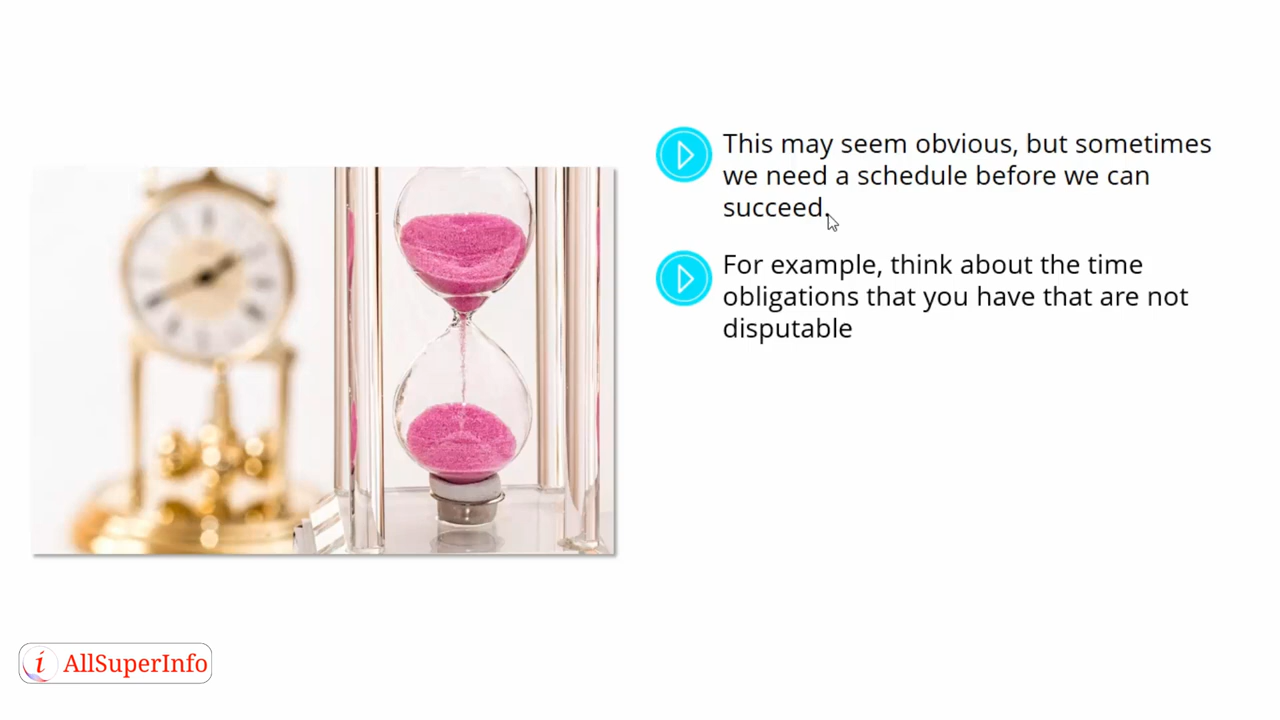 This may seem obvious, but sometimes
we need a schedule before we can
succeed.
For example, think about the time
obligations that you have that are not
disputable
i AllSuperInfo